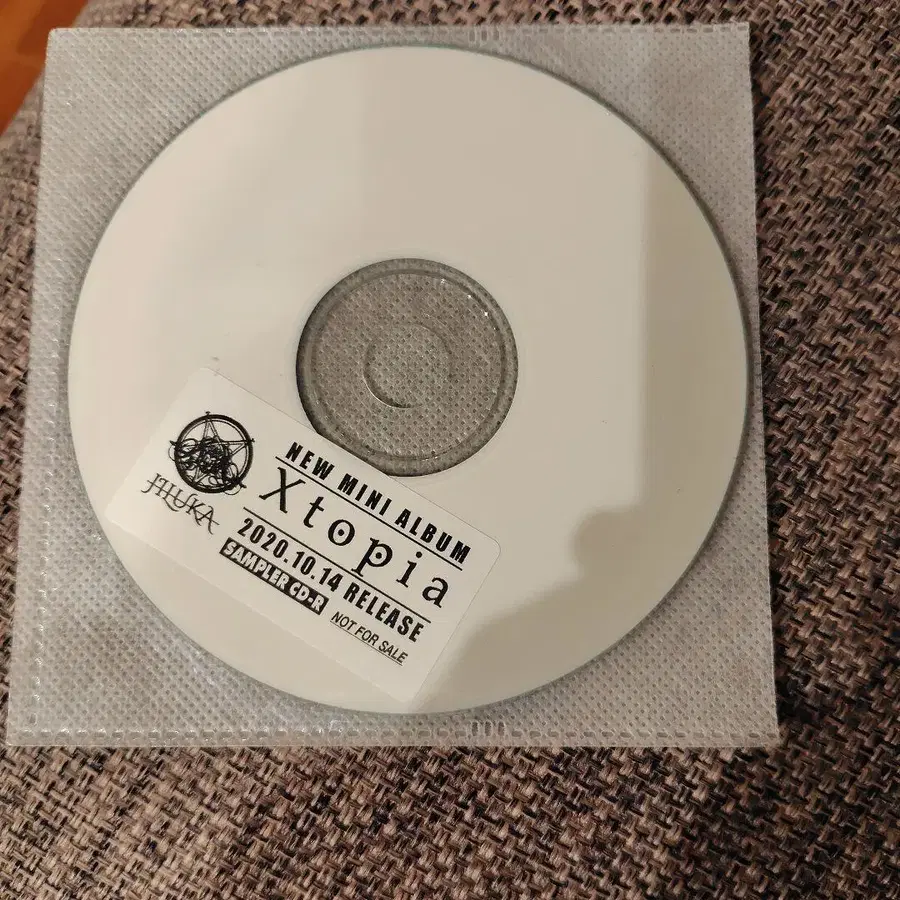 JILUKA
NEW MINI ALBUM
Xtopia
2020.10.14 RELEASE
SAMPLER CD-R
NOT FOR SALE